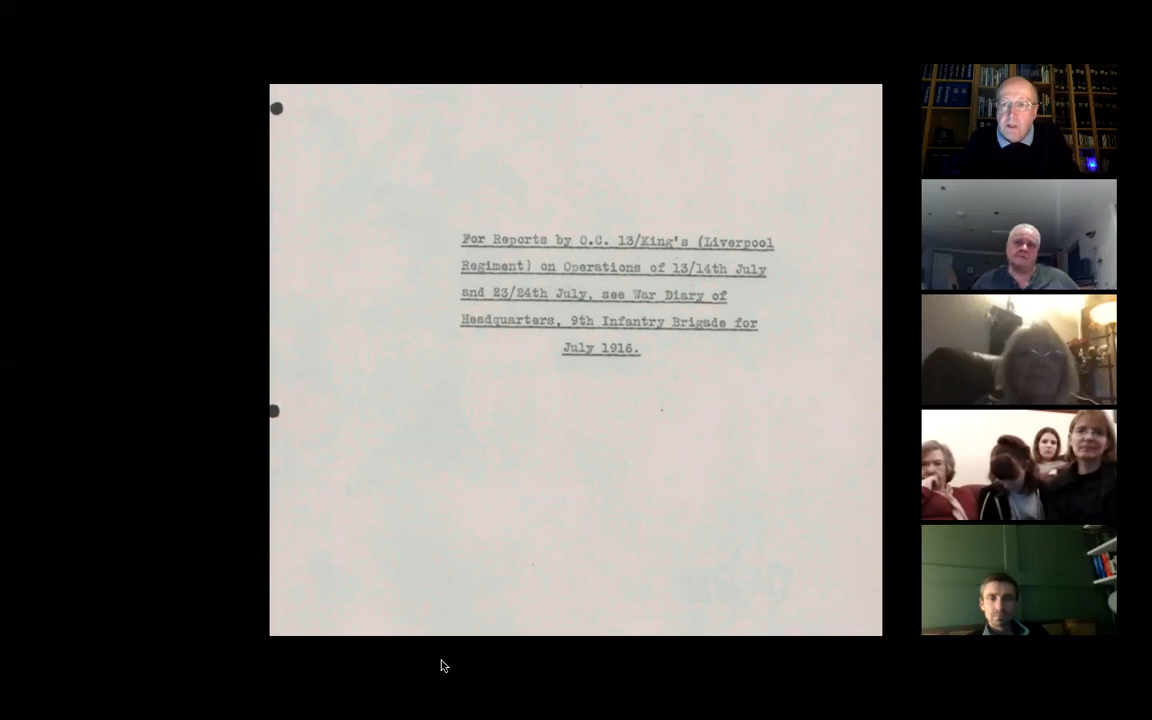 For Reports by O.C. 13/King's (Liverpool
Regiment) on Operations of 13/14th July
and 23/24th July, see War Diary of
Headquarters, 9th Infantry Brigade for
July 1916.